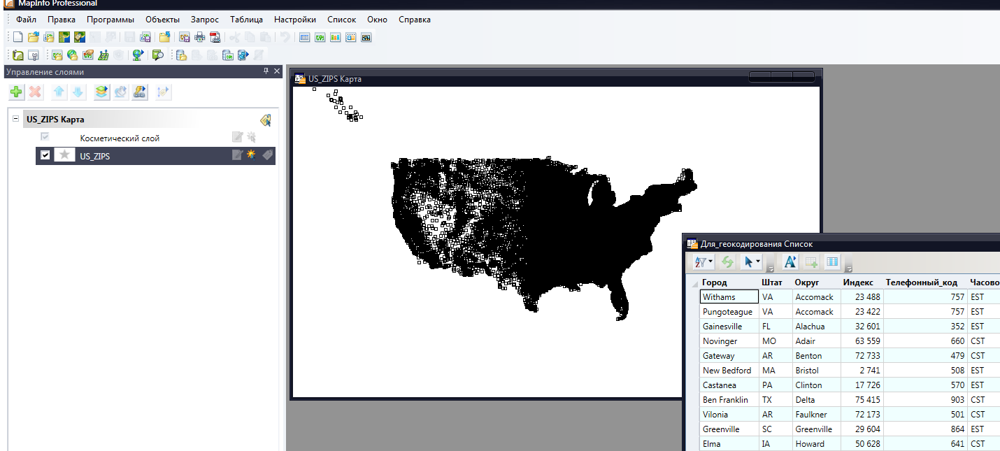 MapInfo Professional
Файл Правка Программы Объекты Запрос Таблица Настройки Список Окно Справка
Управление слоями
US_ZIPS Карта
Косметический слой
US_ZIPS
US_ZIPS Карта
Для_геокодирования Список
Город Штат Округ Индекс Телефонный_код Часово
Withams VA Accomack 23 488 757 EST
Pungoteague VA Accomack 23 422 757 EST
Gainesville FL Alachua 32 601 352 EST
Novinger MO Adair 63 559 660 CST
Gateway AR Benton 72 733 479 CST
New Bedford MA Bristol 2 741 508 EST
Castanea PA Clinton 17 726 570 EST
Ben Franklin TX Delta 75 415 903 CST
Vilonia AR Faulkner 72 173 501 CST
Greenville SC Greenville 29 604 864 EST
Elma IA Howard 50 628 641 CST